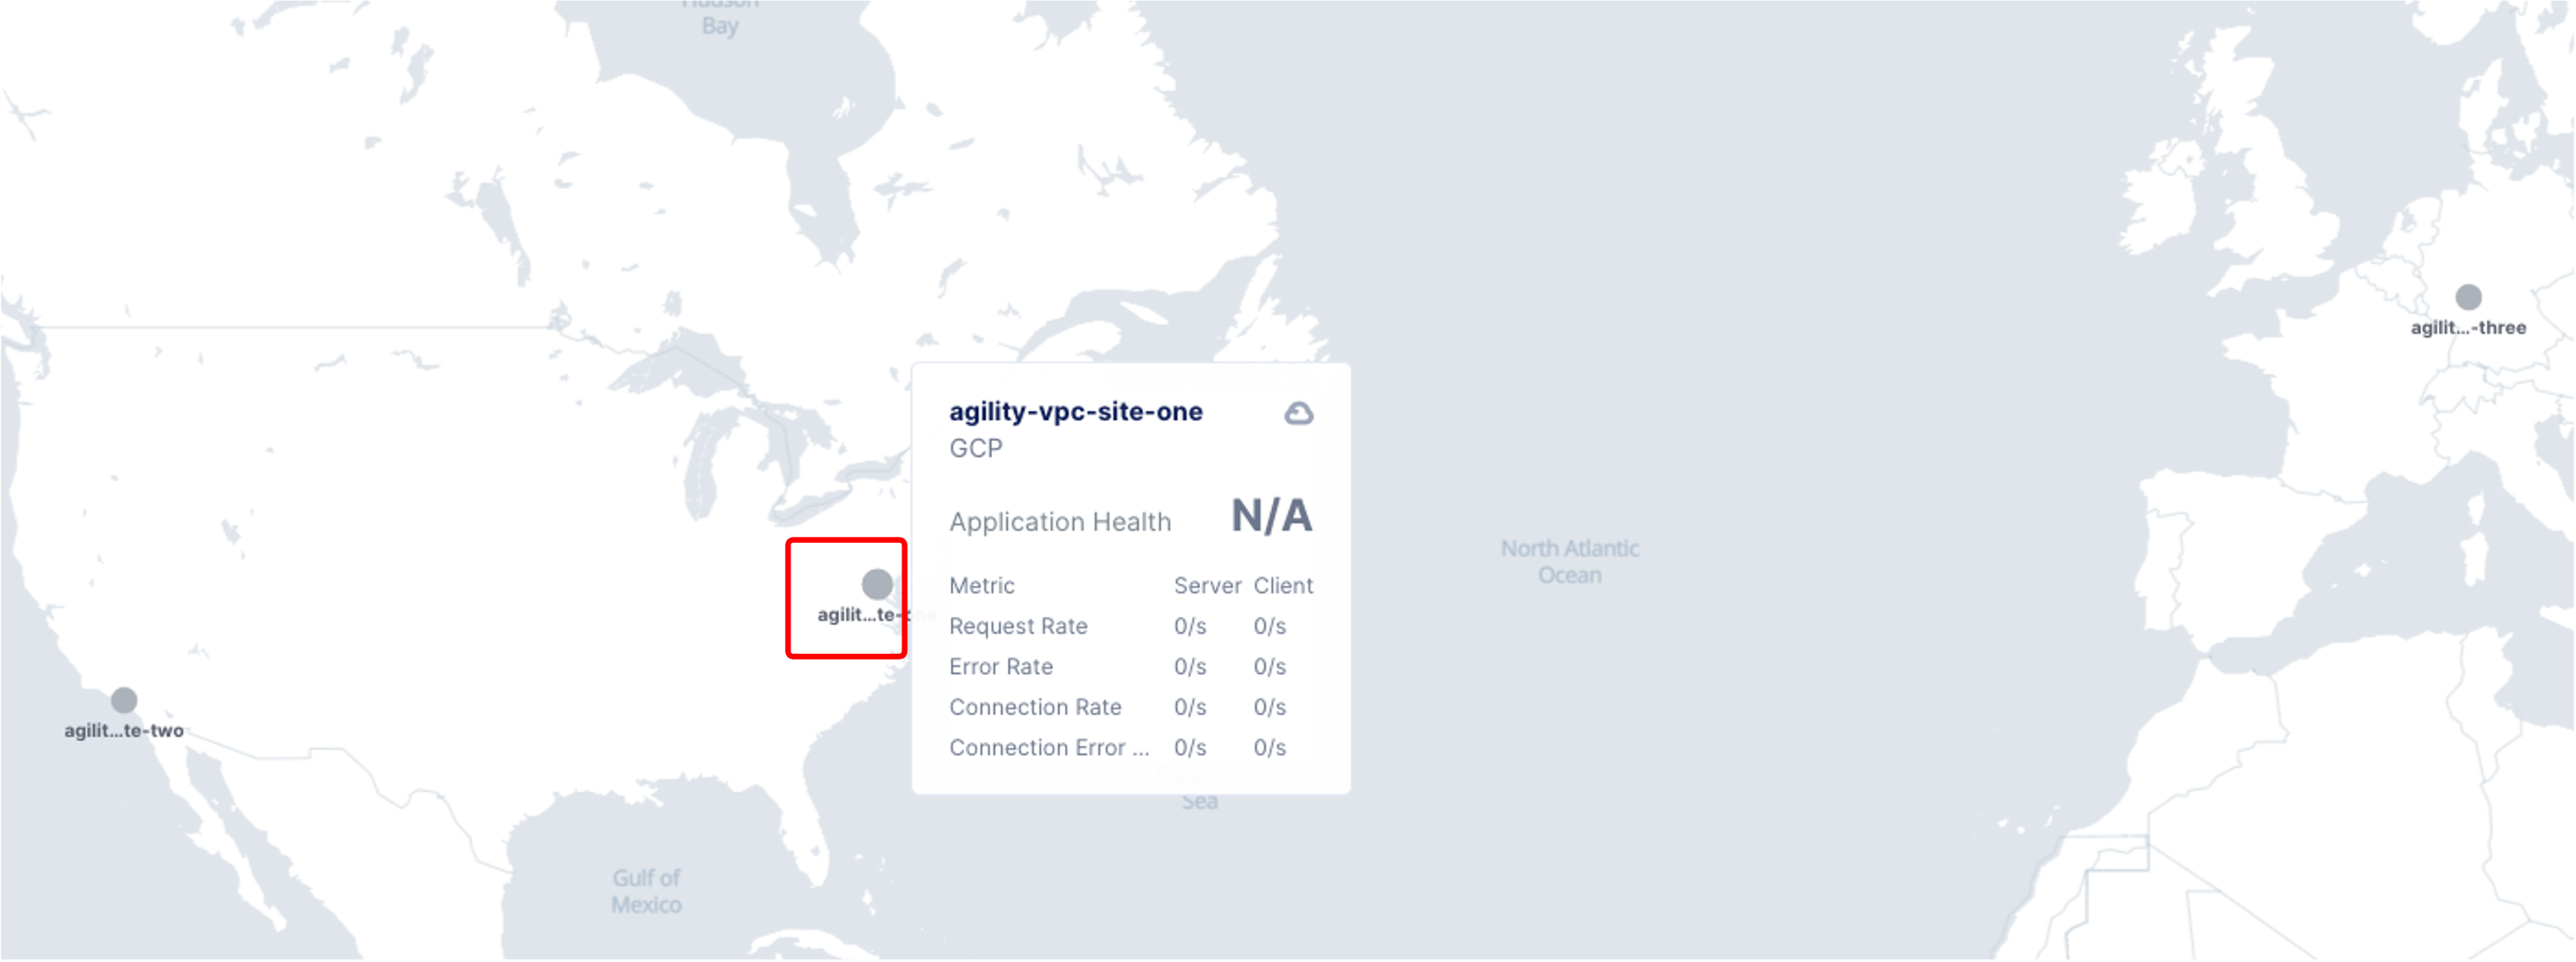 Hudson
Bay
agilit...-three
agility-vpc-site-one
GCP
Application Health N/A
Metric Server Client
Request Rate 0/s 0/s
Error Rate 0/s 0/s
Connection Rate 0/s 0/s
Connection Error ... 0/s 0/s
North Atlantic
Ocean
agilit...te-one
agilit...te-two
Sea
Gulf of
Mexico